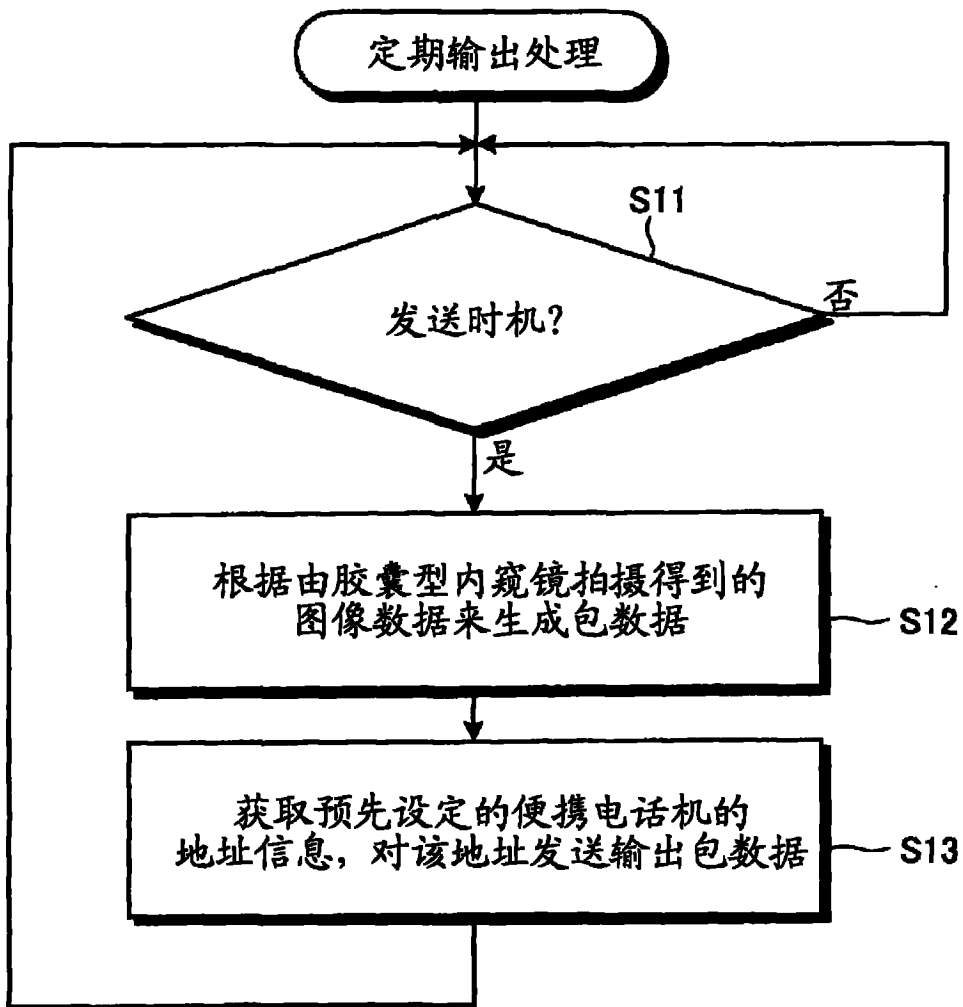 定期输出处理
S11
发送时机?
否
是
根据由胶囊型内窥镜拍摄得到的
图像数据来生成包数据
S12
获取预先设定的便携电话机的
地址信息，对该地址发送输出包数据
S13